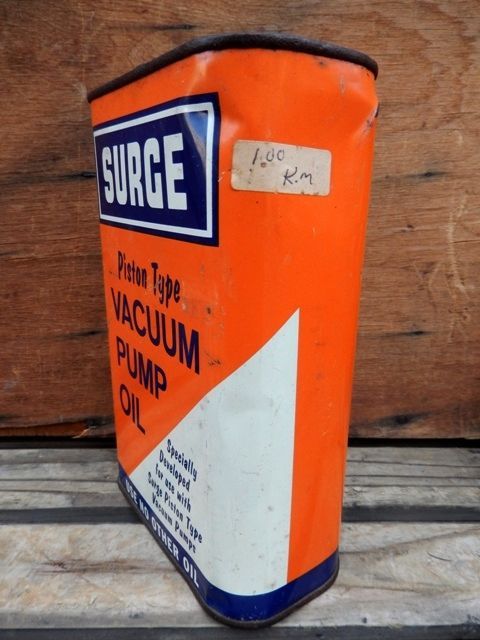 SURGE
1.00
R.M
Piston Type
VACUUM
PUMP
OIL
Specially
Developed
for use with
Surge Piston Type
Vacuum Pumps
USE NO OTHER OIL